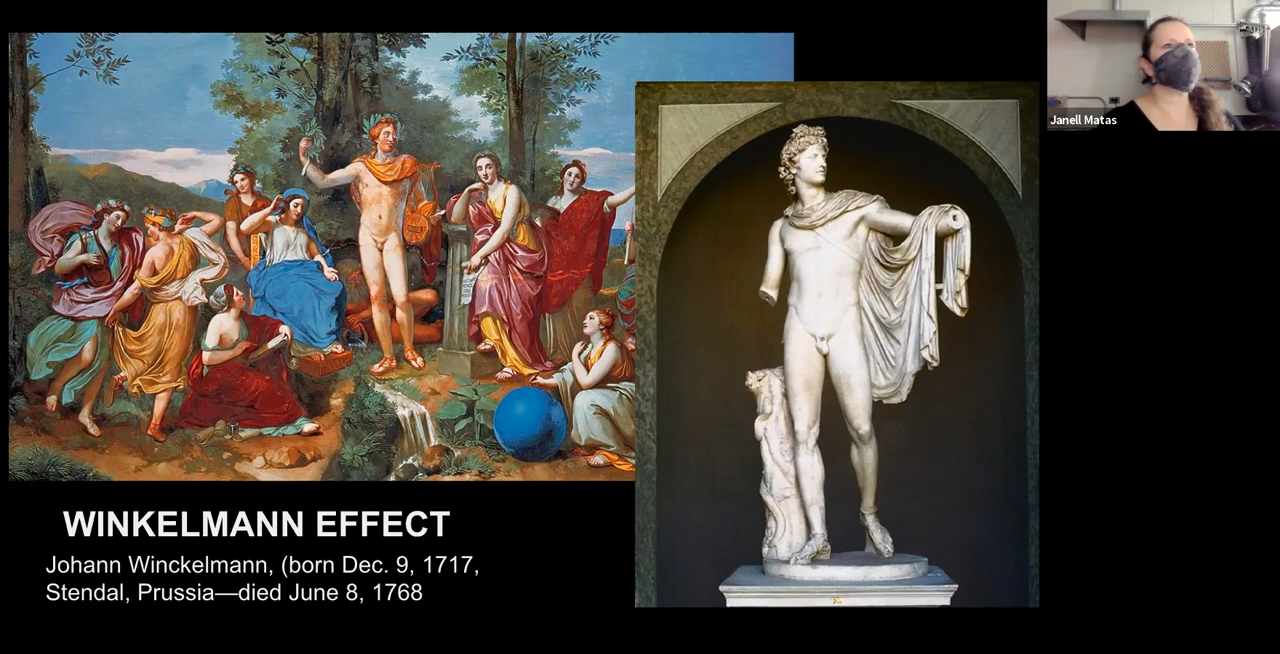 Janell Matas
WINKELMANN EFFECT
Johann Winckelmann, (born Dec. 9, 1717,
Stendal, Prussia—died June 8, 1768